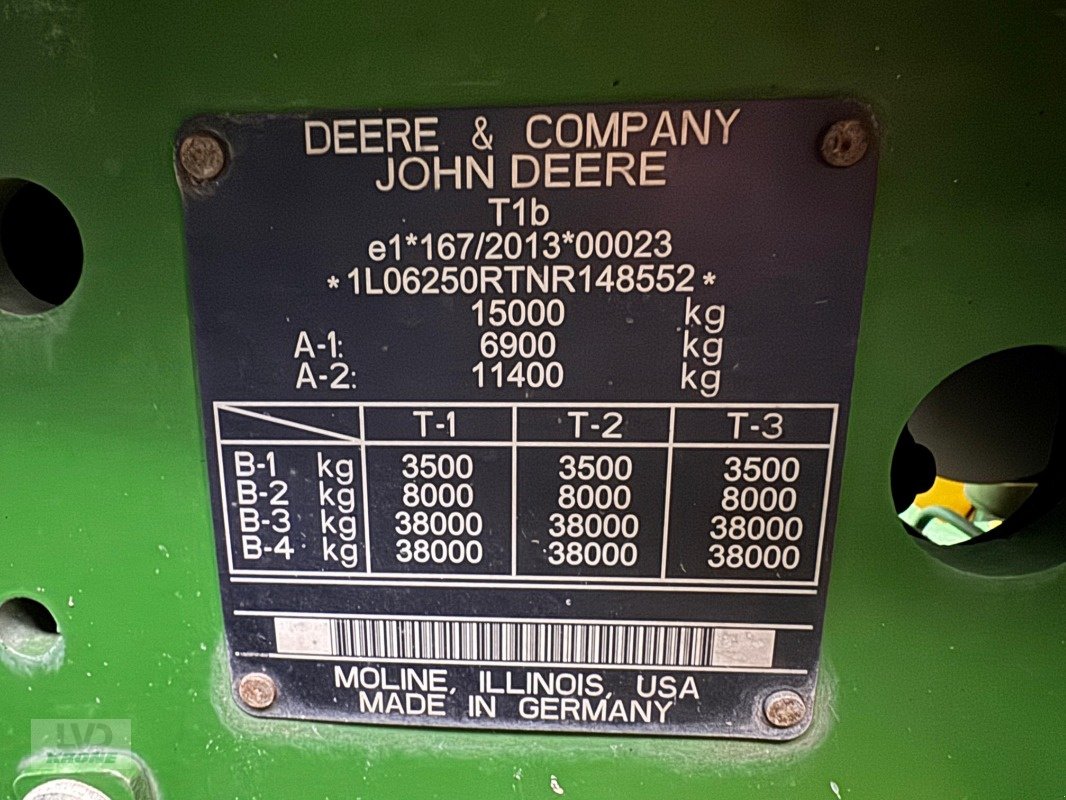 DEERE & COMPANY
JOHN DEERE
T1b
e1*167/2013*00023
*1L06250RTNR148552*
15000 kg
A-1: 6900 kg
A-2: 11400 kg
T-1 T-2 T-3
B-1 kg 3500 3500 3500
B-2 kg 8000 8000 8000
B-3 kg 38000 38000 38000
B-4 kg 38000 38000 38000
MOLINE, ILLINOIS, USA
MADE IN GERMANY
LVD
KRONE